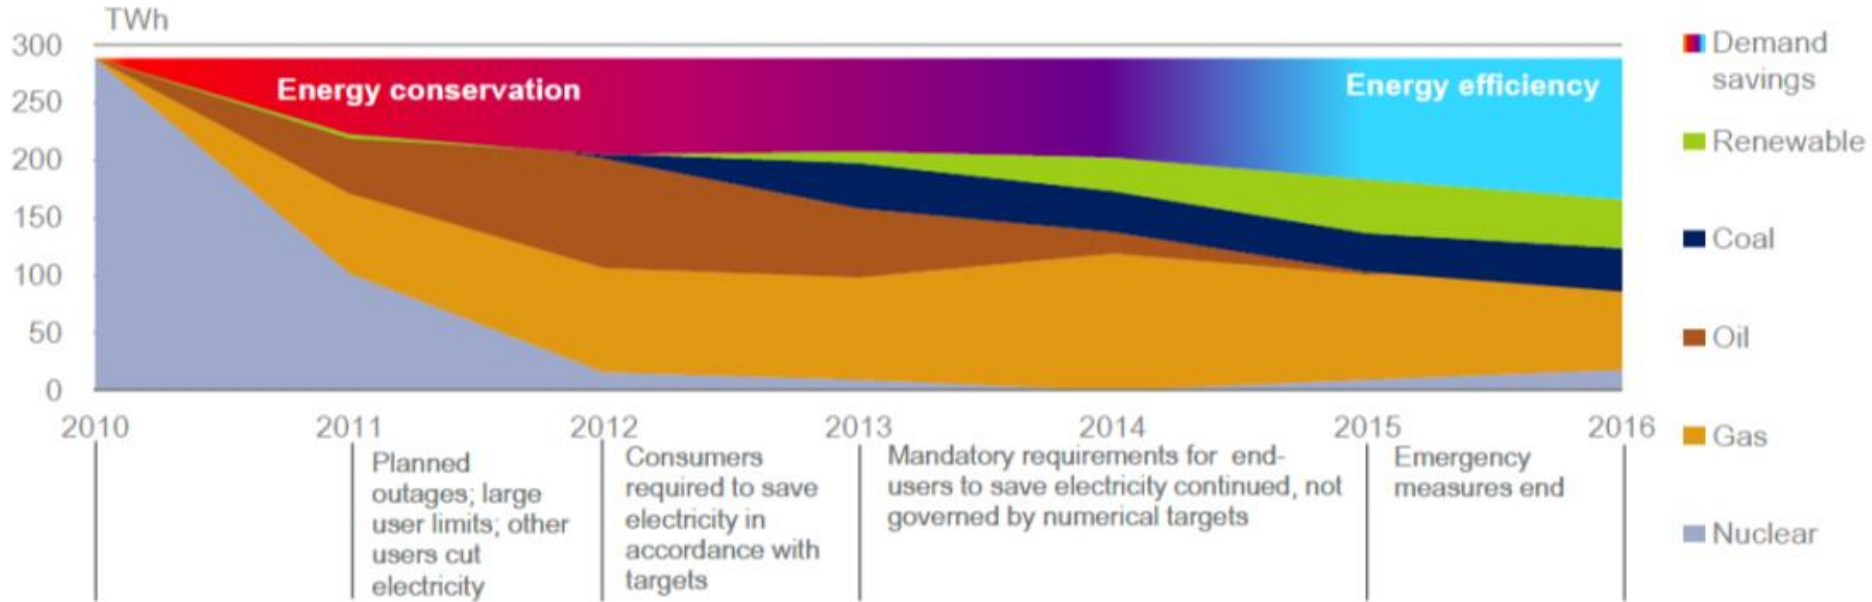 TWh
300
250
200
150
100
50
0
Energy conservation
Energy efficiency
2010
2011
2012
2013
2014
2015
2016
Planned
outages; large
user limits; other
users cut
electricity
Consumers
required to save
electricity in
accordance with
targets
Mandatory requirements for end-
users to save electricity continued, not
governed by numerical targets
Emergency
measures end
Demand
savings
Renewable
Coal
Oil
Gas
Nuclear